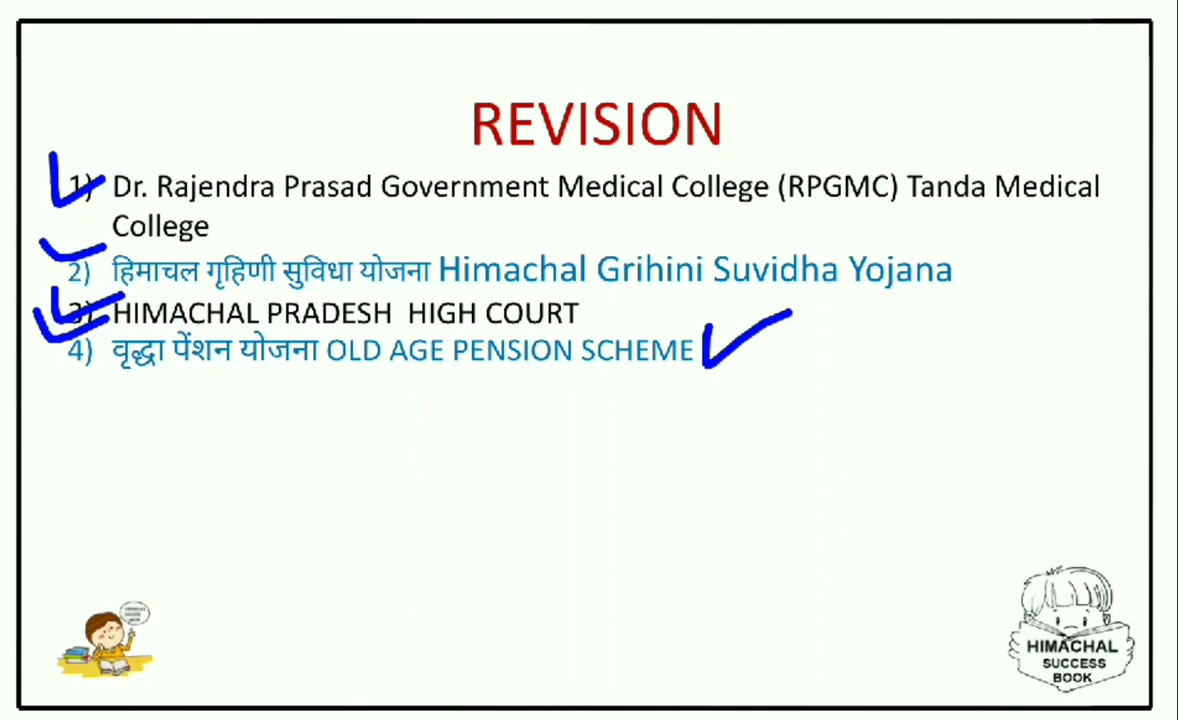 REVISION
1) Dr. Rajendra Prasad Government Medical College (RPGMC) Tanda Medical
College
2) हिमाचल गृहिणी सुविधा योजना Himachal Grihini Suvidha Yojana
3) HIMACHAL PRADESH HIGH COURT
4) वृद्धा पेंशन योजना OLD AGE PENSION SCHEME
HIMACHAL
SUCCESS
BOOK